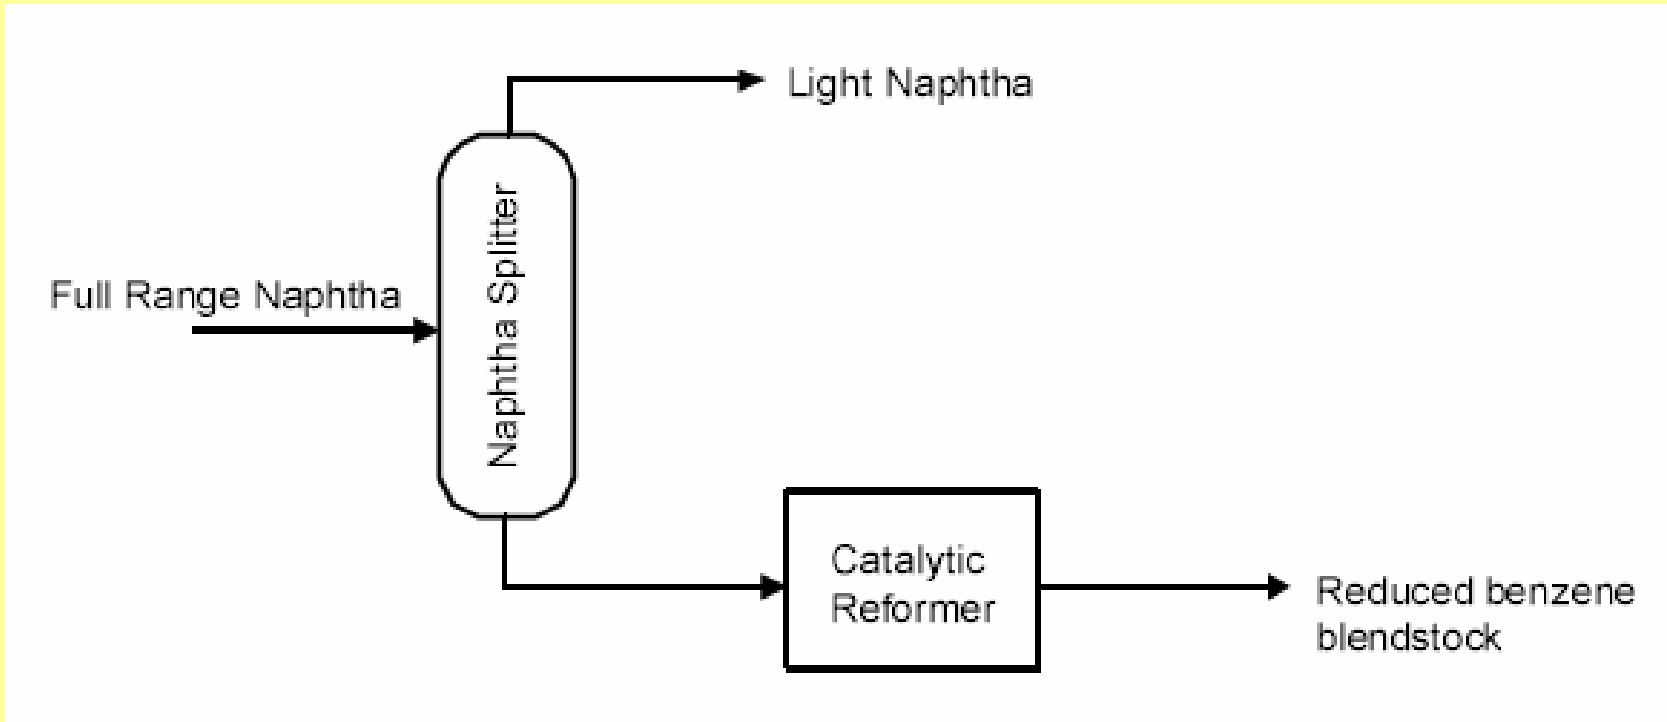 Light Naphtha
Full Range Naphtha
Naphtha Splitter
Catalytic
Reformer
Reduced benzene
blendstock